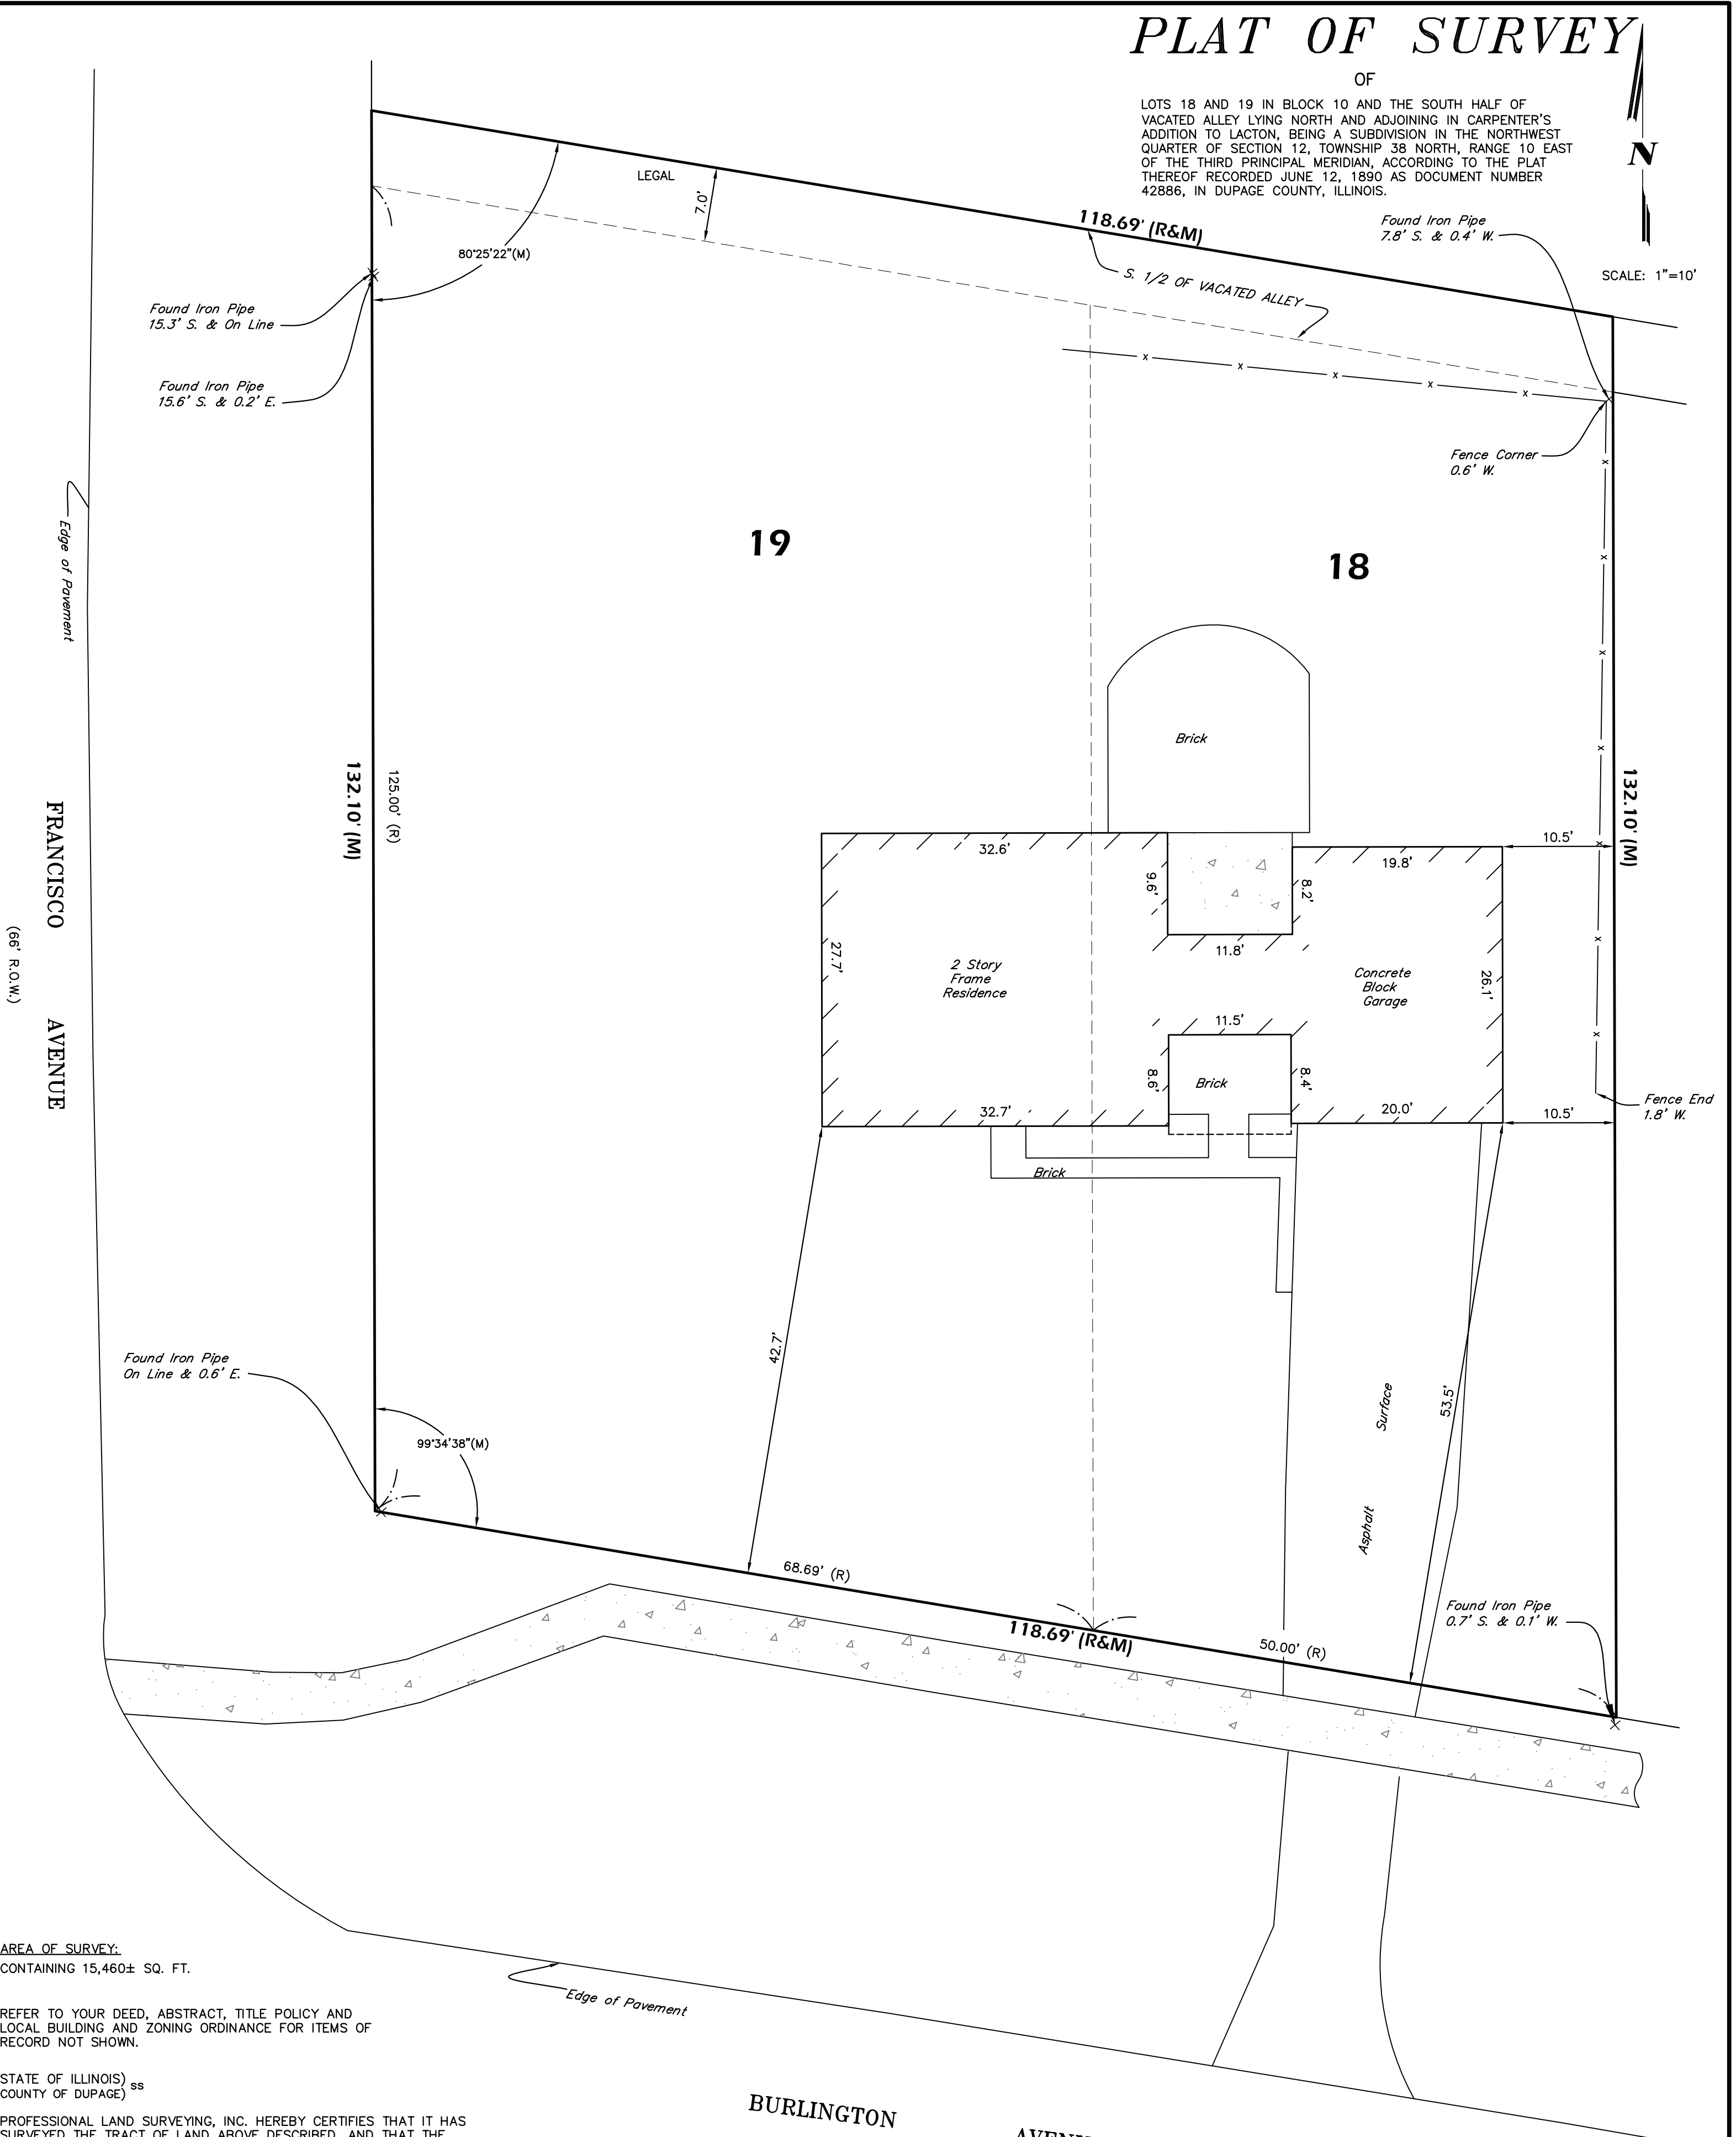 PLAT OF SURVEY
OF
LOTS 18 AND 19 IN BLOCK 10 AND THE SOUTH HALF OF
VACATED ALLEY LYING NORTH AND ADJOINING IN CARPENTER'S
ADDITION TO LACTON, BEING A SUBDIVISION IN THE NORTHWEST
QUARTER OF SECTION 12, TOWNSHIP 38 NORTH, RANGE 10 EAST
OF THE THIRD PRINCIPAL MERIDIAN, ACCORDING TO THE PLAT
THEREOF RECORDED JUNE 12, 1890 AS DOCUMENT NUMBER
42886, IN DUPAGE COUNTY, ILLINOIS.
N
SCALE: 1"=10'
LEGAL
7.0'
118.69' (R&M)
Found Iron Pipe
7.8' S. & 0.4' W.
80°25'22"(M)
S. 1/2 OF VACATED ALLEY
Found Iron Pipe
15.3' S. & On Line
Found Iron Pipe
15.6' S. & 0.2' E.
Fence Corner
0.6' W.
Edge of Pavement
19
18
Brick
132.10' (M)
125.00' (R)
132.10' (M)
FRANCISCO AVENUE
(66' R.O.W.)
32.6'
9.6'
8.2'
19.8'
10.5'
11.8'
27.7'
2 Story
Frame
Residence
Concrete
Block
Garage
26.1'
11.5'
8.6'
Brick
8.4'
32.7'
20.0'
10.5'
Fence End
1.8' W.
Brick
42.7'
53.5'
Asphalt Surface
Found Iron Pipe
On Line & 0.6' E.
99°34'38"(M)
68.69' (R)
118.69' (R&M)
50.00' (R)
Found Iron Pipe
0.7' S. & 0.1' W.
Edge of Pavement
AREA OF SURVEY:
CONTAINING 15,460± SQ. FT.
REFER TO YOUR DEED, ABSTRACT, TITLE POLICY AND
LOCAL BUILDING AND ZONING ORDINANCE FOR ITEMS OF
RECORD NOT SHOWN.
STATE OF ILLINOIS)
COUNTY OF DUPAGE) ss
PROFESSIONAL LAND SURVEYING, INC. HEREBY CERTIFIES THAT IT HAS
SURVEYED THE TRACT OF LAND ABOVE DESCRIBED, AND THAT THE
BURLINGTON